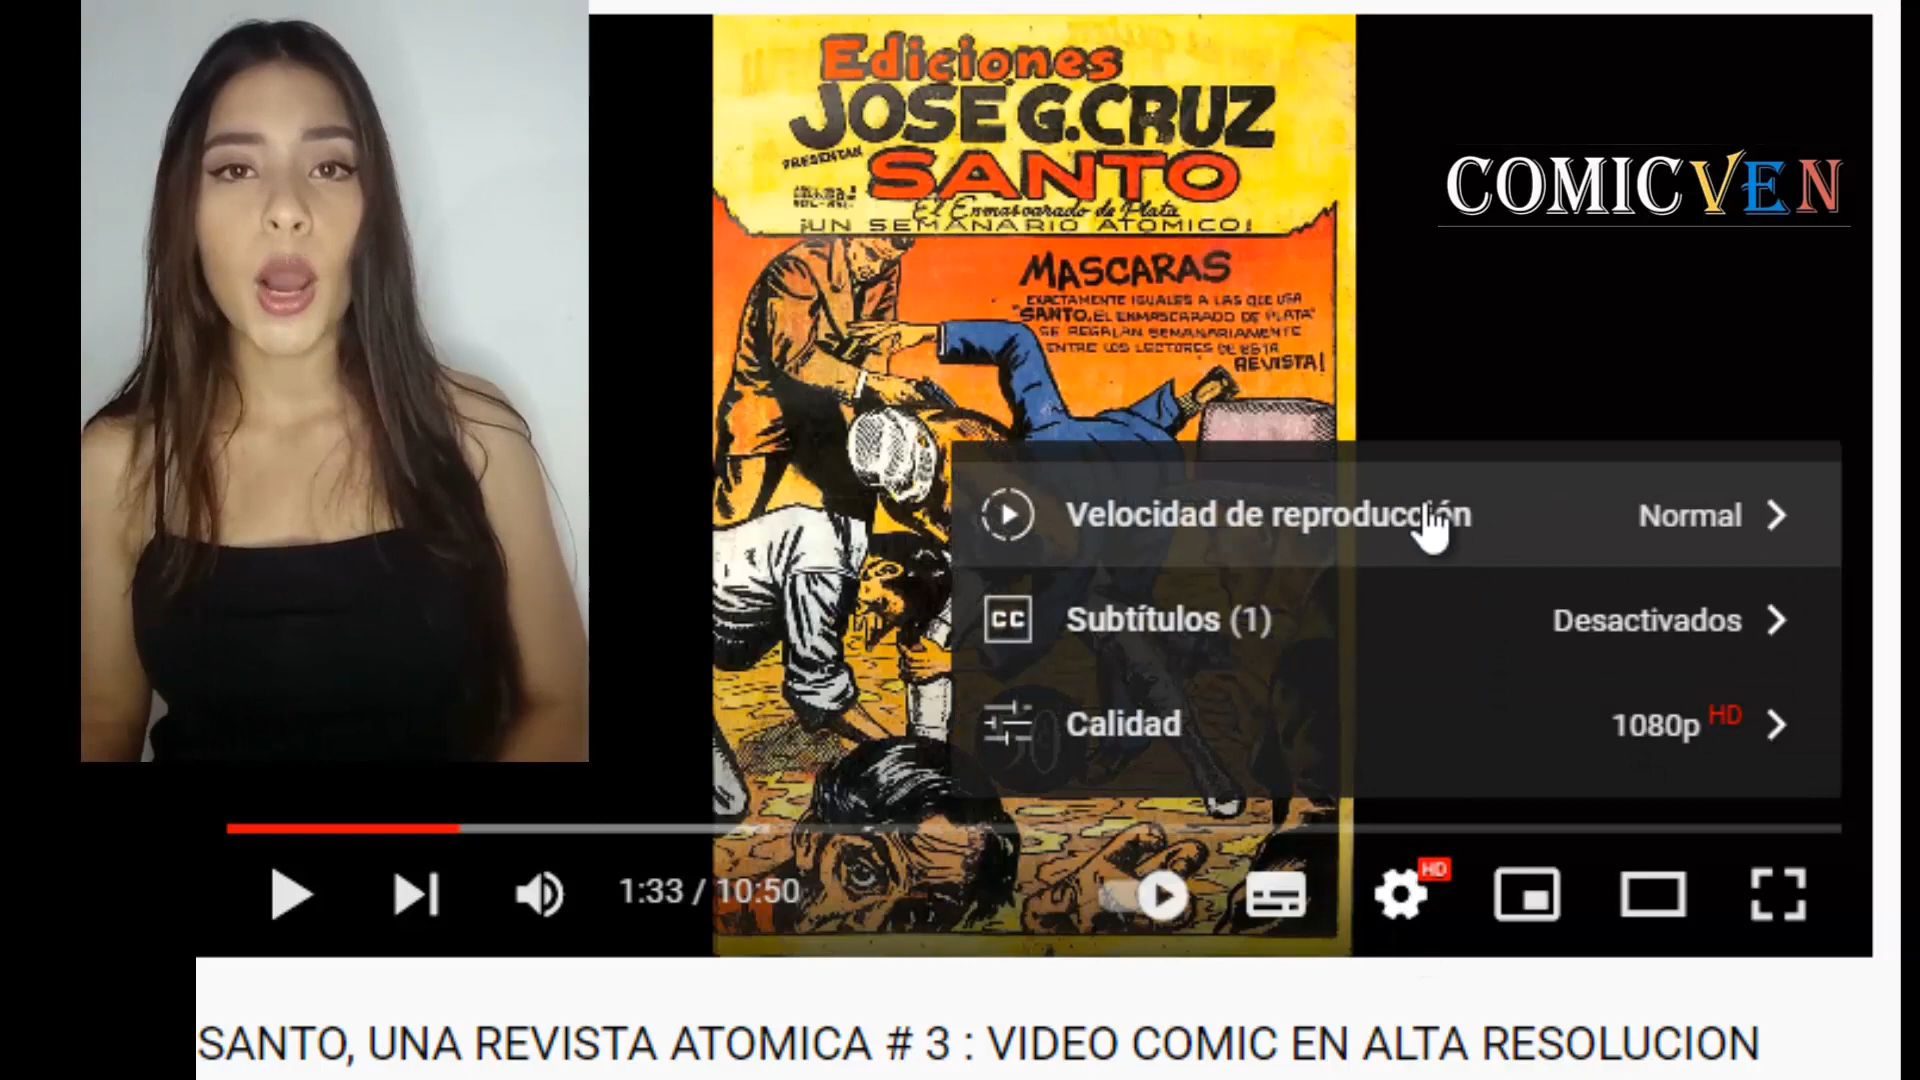 Ediciones
JOSE G. CRUZ
PRESENTAN
SANTO
El Enmascarado de Plata
¡UN SEMANARIO ATOMICO!
MASCARAS
EXACTAMENTE IGUALES A LAS QUE USA
"SANTO, EL ENMASCARADO DE PLATA"
SE REGALAN SEMANARIAMENTE
ENTRE LOS LECTORES DE ESTA
REVISTA!
COMICVEN
Velocidad de reproducción Normal
CC Subtítulos (1) Desactivados
Calidad 1080p HD
1:33 / 10:50
HD
SANTO, UNA REVISTA ATOMICA # 3 : VIDEO COMIC EN ALTA RESOLUCION